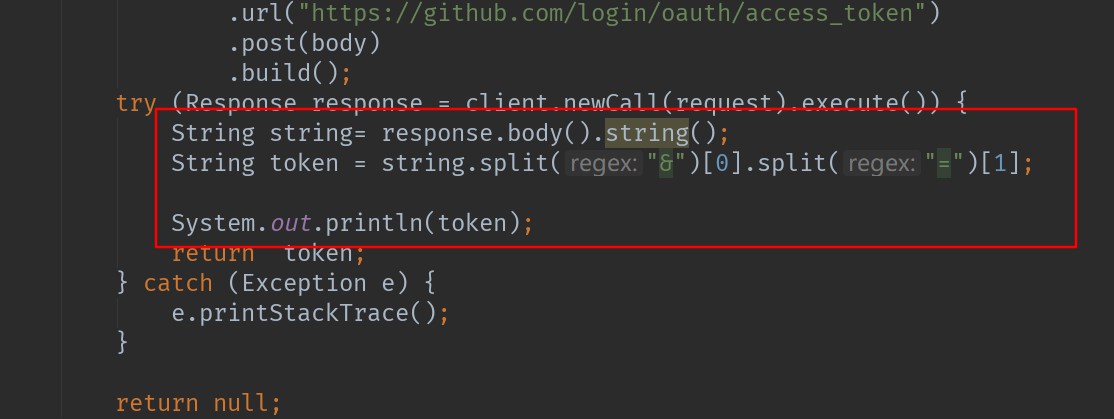 .url("https://github.com/login/oauth/access_token")
.post(body)
.build();
try (Response response = client.newCall(request).execute()) {
String string= response.body().string();
String token = string.split( regex: "&")[0].split( regex: "=")[1];
System.out.println(token);
return  token;
} catch (Exception e) {
e.printStackTrace();
}
return null;